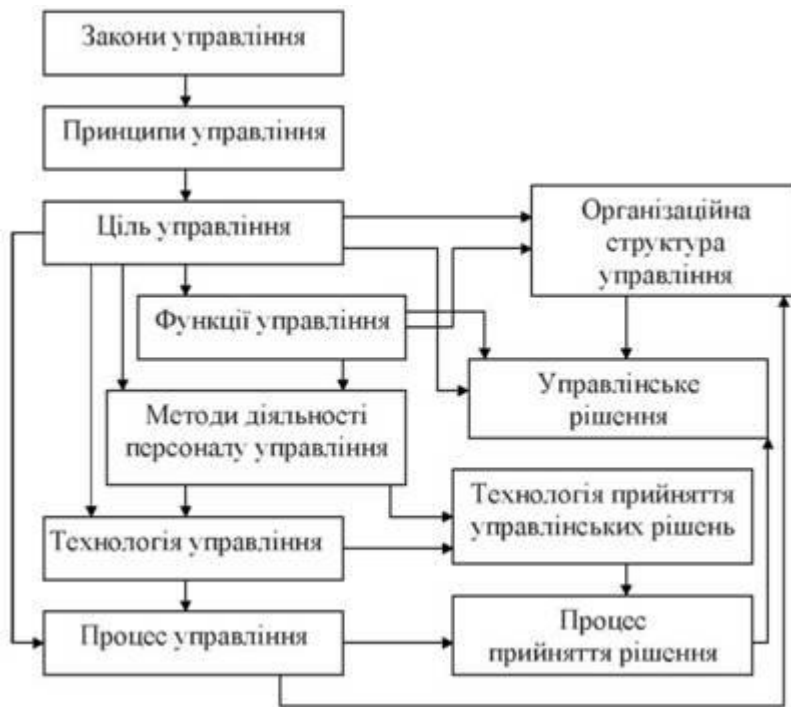 Закони управління
Принципи управління
Ціль управління
Організаційна
структура
управління
Функції управління
Управлінське
рішення
Методи діяльності
персоналу управління
Технологія прийняття
управлінських рішень
Технологія управління
Процес управління
Процес
прийняття рішення